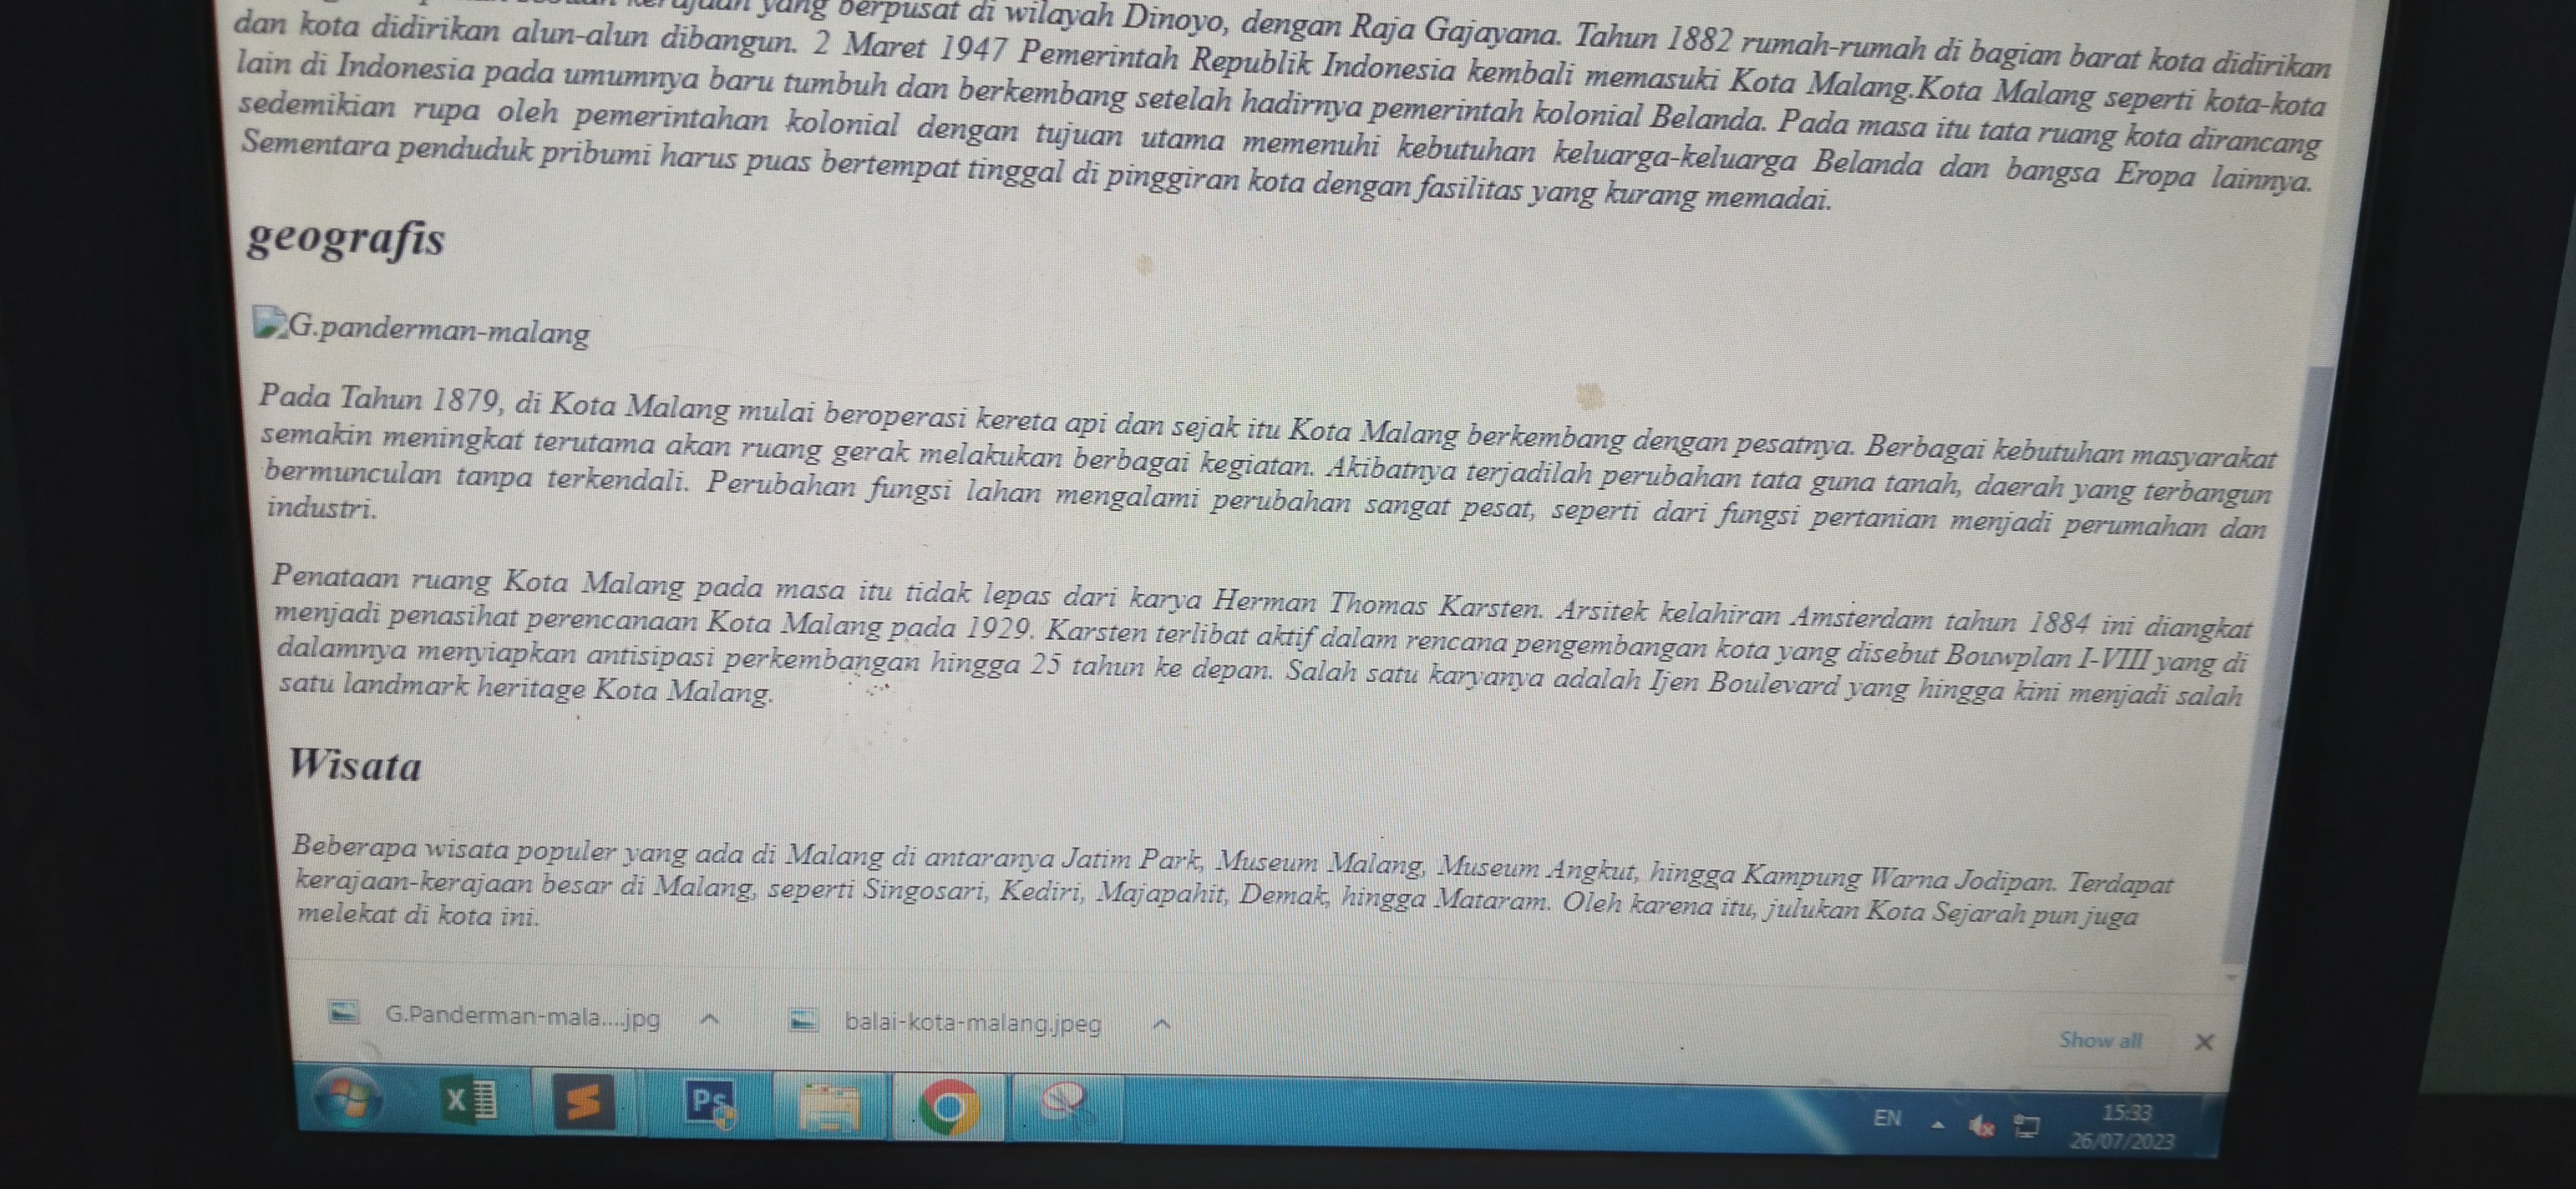 yang berpusat di wilayah Dinoyo, dengan Raja Gajayana. Tahun 1882 rumah-rumah di bagian barat kota didirikan
dan kota didirikan alun-alun dibangun. 2 Maret 1947 Pemerintah Republik Indonesia kembali memasuki Kota Malang.Kota Malang seperti kota-kota
lain di Indonesia pada umumnya baru tumbuh dan berkembang setelah hadirnya pemerintah kolonial Belanda. Pada masa itu tata ruang kota dirancang
sedemikian rupa oleh pemerintahan kolonial dengan tujuan utama memenuhi kebutuhan keluarga-keluarga Belanda dan bangsa Eropa lainnya.
Sementara penduduk pribumi harus puas bertempat tinggal di pinggiran kota dengan fasilitas yang kurang memadai.
geografis
G.panderman-malang
Pada Tahun 1879, di Kota Malang mulai beroperasi kereta api dan sejak itu Kota Malang berkembang dengan pesatnya. Berbagai kebutuhan masyarakat
semakin meningkat terutama akan ruang gerak melakukan berbagai kegiatan. Akibatnya terjadilah perubahan tata guna tanah, daerah yang terbangun
bermunculan tanpa terkendali. Perubahan fungsi lahan mengalami perubahan sangat pesat, seperti dari fungsi pertanian menjadi perumahan dan
industri.
Penataan ruang Kota Malang pada masa itu tidak lepas dari karya Herman Thomas Karsten. Arsitek kelahiran Amsterdam tahun 1884 ini diangkat
menjadi penasihat perencanaan Kota Malang pada 1929. Karsten terlibat aktif dalam rencana pengembangan kota yang disebut Bouwplan I-VIII yang di
dalamnya menyiapkan antisipasi perkembangan hingga 25 tahun ke depan. Salah satu karyanya adalah Ijen Boulevard yang hingga kini menjadi salah
satu landmark heritage Kota Malang.
Wisata
Beberapa wisata populer yang ada di Malang di antaranya Jatim Park, Museum Malang, Museum Angkut, hingga Kampung Warna Jodipan. Terdapat
kerajaan-kerajaan besar di Malang, seperti Singosari, Kediri, Majapahit, Demak, hingga Mataram. Oleh karena itu, julukan Kota Sejarah pun juga
melekat di kota ini.
G.Panderman-mala....jpg
balai-kota-malang.jpeg
Show all
X
Ps
EN
15:33
26/07/2023